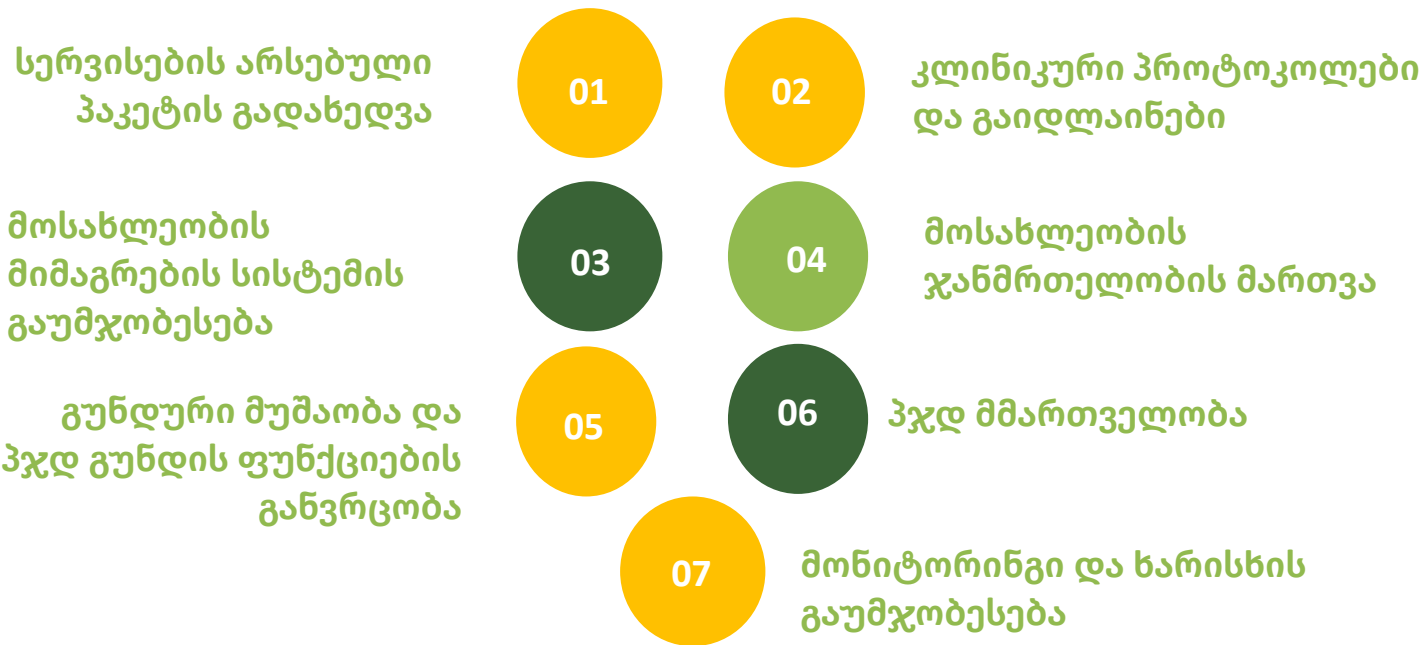 სერვისების არსებული
პაკეტის გადახედვა
01
02
კლინიკური პროტოკოლები
და გაიდლაინები
მოსახლეობის
მიმაგრების სისტემის
გაუმჯობესება
03
04
მოსახლეობის
ჯანმრთელობის მართვა
გუნდური მუშაობა და
პჯდ გუნდის ფუნქციების
განვრცობა
05
06
პჯდ მმართველობა
07
მონიტორინგი და ხარისხის
გაუმჯობესება